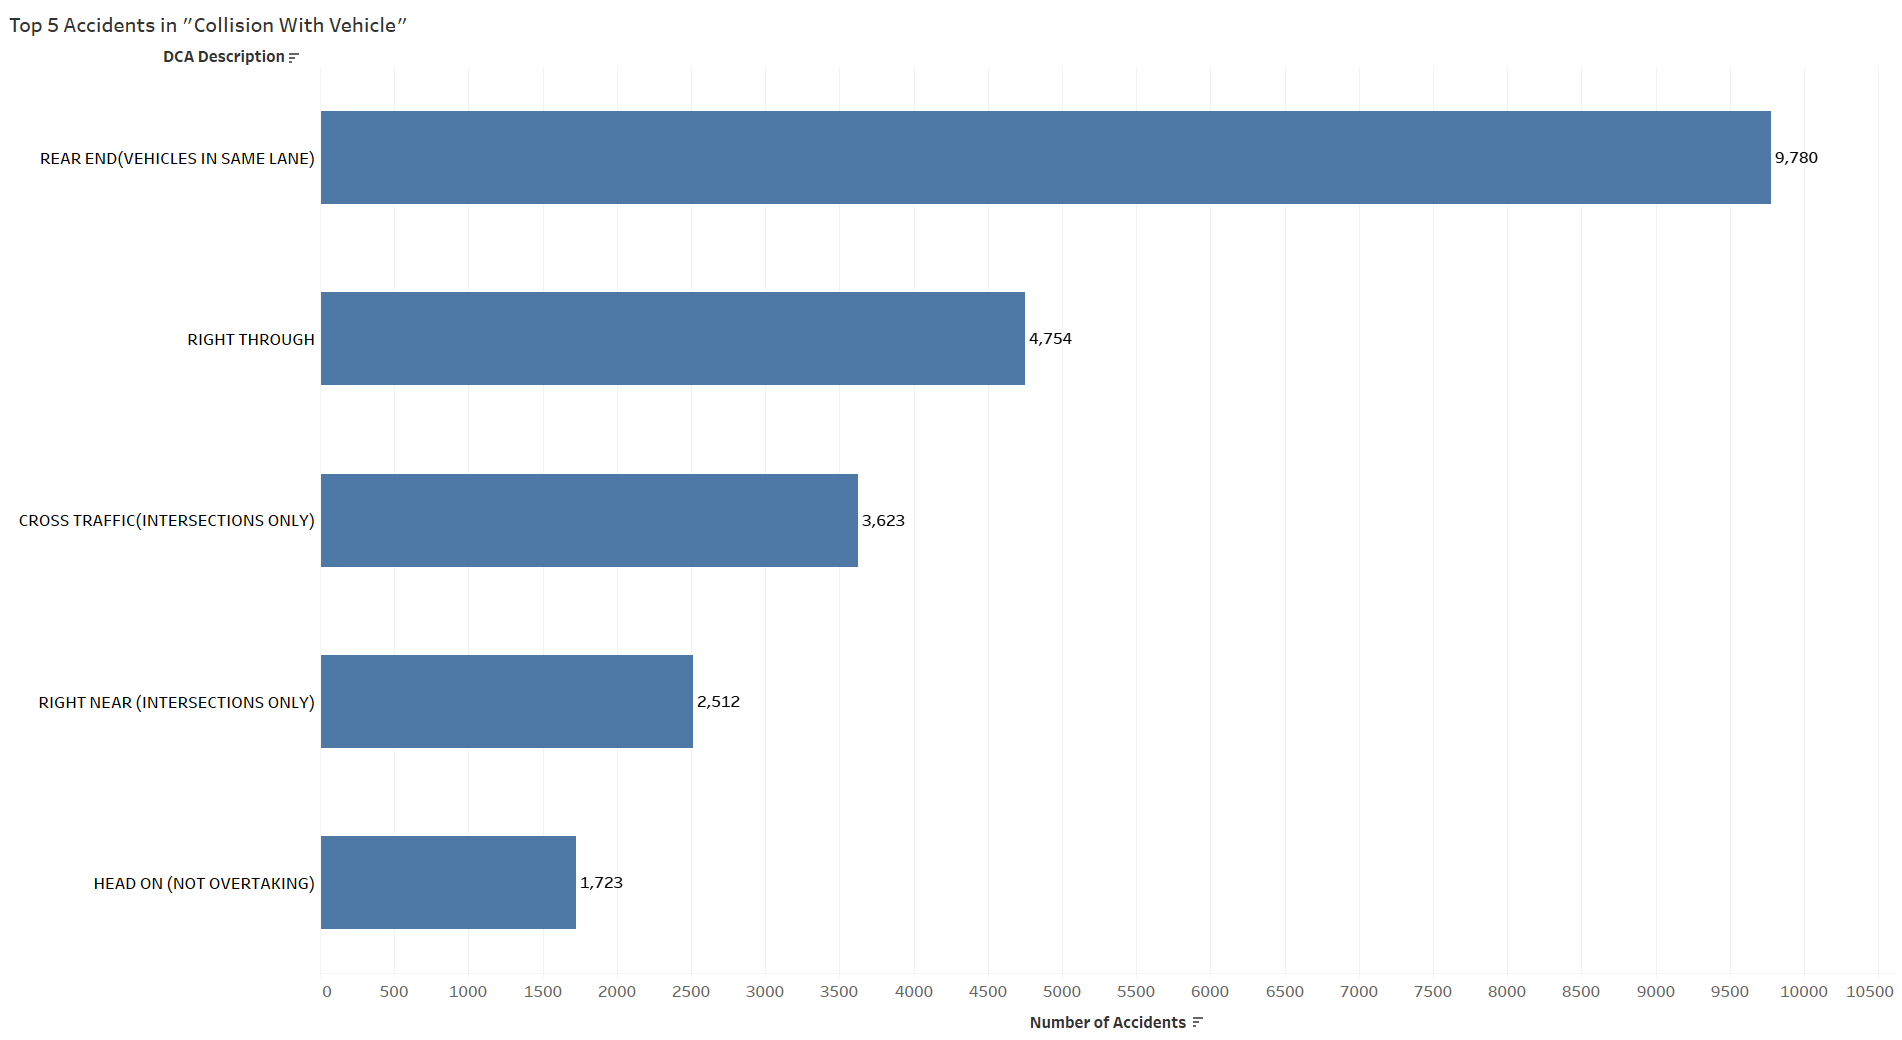 Top 5 Accidents in "Collision With Vehicle"
DCA Description
REAR END(VEHICLES IN SAME LANE)
9,780
RIGHT THROUGH
4,754
CROSS TRAFFIC(INTERSECTIONS ONLY)
3,623
RIGHT NEAR (INTERSECTIONS ONLY)
2,512
HEAD ON (NOT OVERTAKING)
1,723
0 500 1000 1500 2000 2500 3000 3500 4000 4500 5000 5500 6000 6500 7000 7500 8000 8500 9000 9500 10000 10500
Number of Accidents